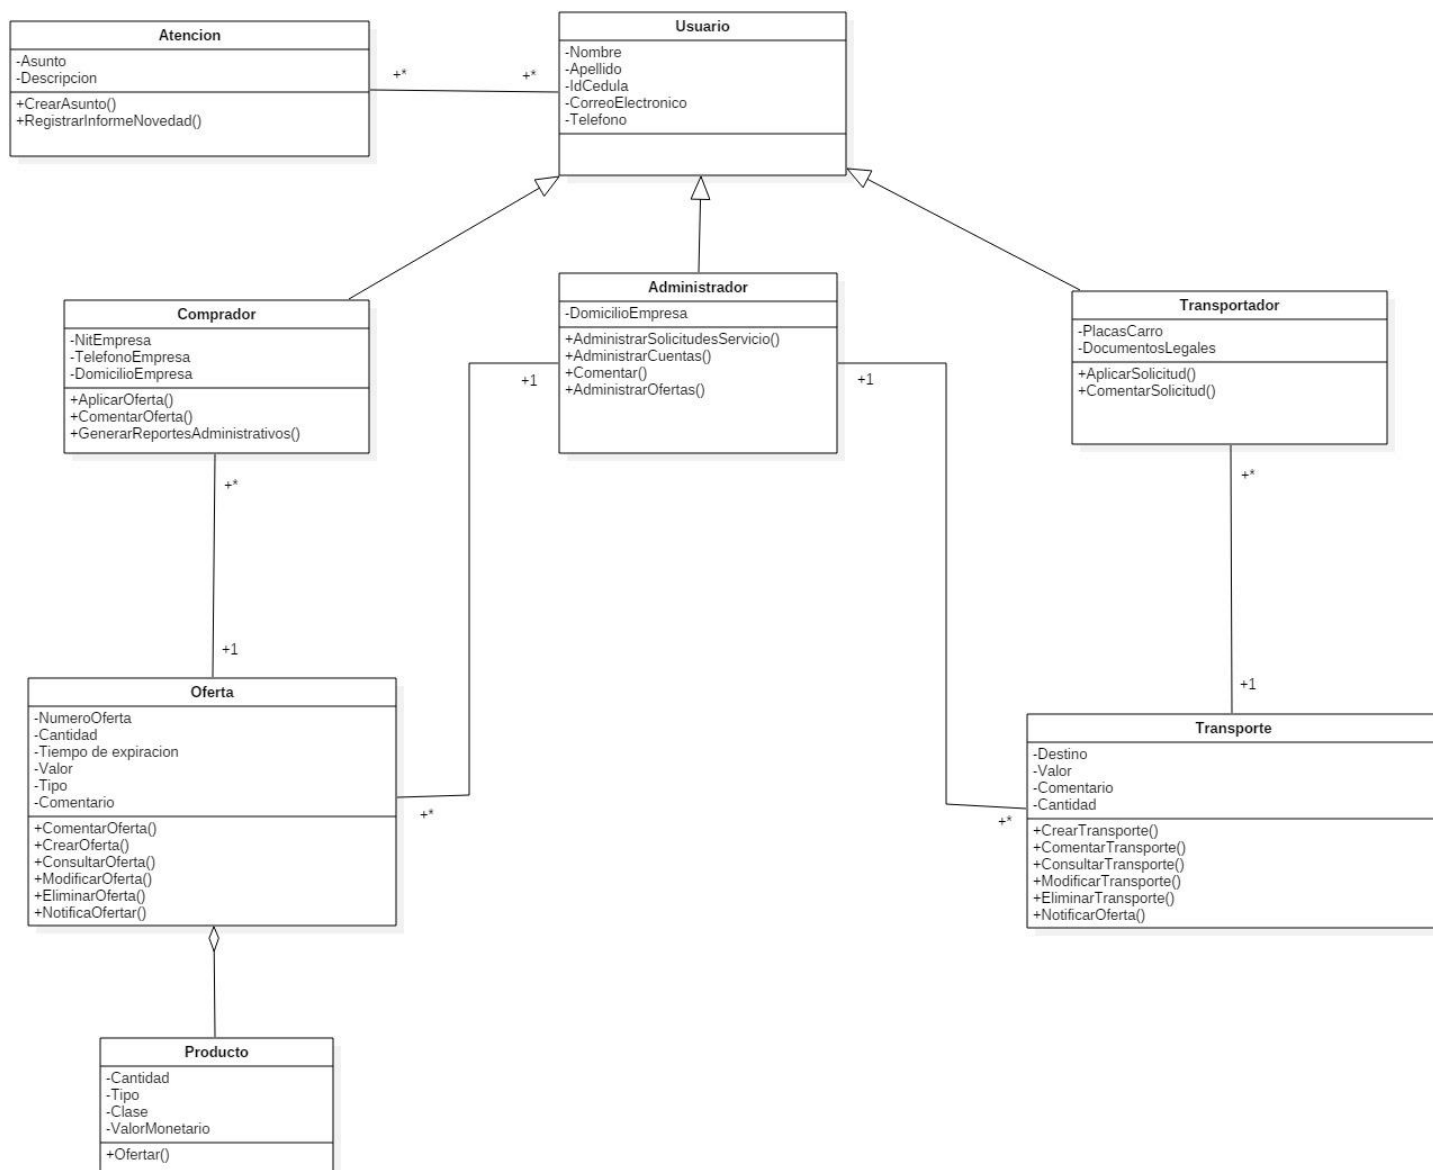 Atencion
-Asunto
-Descripcion
+CrearAsunto()
+RegistrarInformeNovedad()
+*
+*
Usuario
-Nombre
-Apellido
-IdCedula
-CorreoElectronico
-Telefono
Comprador
-NitEmpresa
-TelefonoEmpresa
-DomicilioEmpresa
+AplicarOferta()
+ComentarOferta()
+GenerarReportesAdministrativos()
Administrador
-DomicilioEmpresa
+AdministrarSolicitudesServicio()
+AdministrarCuentas()
+Comentar()
+AdministrarOfertas()
+1
+1
Transportador
-PlacasCarro
-DocumentosLegales
+AplicarSolicitud()
+ComentarSolicitud()
+*
+1
+*
+1
Oferta
-NumeroOferta
-Cantidad
-Tiempo de expiracion
-Valor
-Tipo
-Comentario
+ComentarOferta()
+CrearOferta()
+ConsultarOferta()
+ModificarOferta()
+EliminarOferta()
+NotificaOfertar()
+*
+*
Transporte
-Destino
-Valor
-Comentario
-Cantidad
+CrearTransporte()
+ComentarTransporte()
+ConsultarTransporte()
+ModificarTransporte()
+EliminarTransporte()
+NotificarOferta()
Producto
-Cantidad
-Tipo
-Clase
-ValorMonetario
+Ofertar()